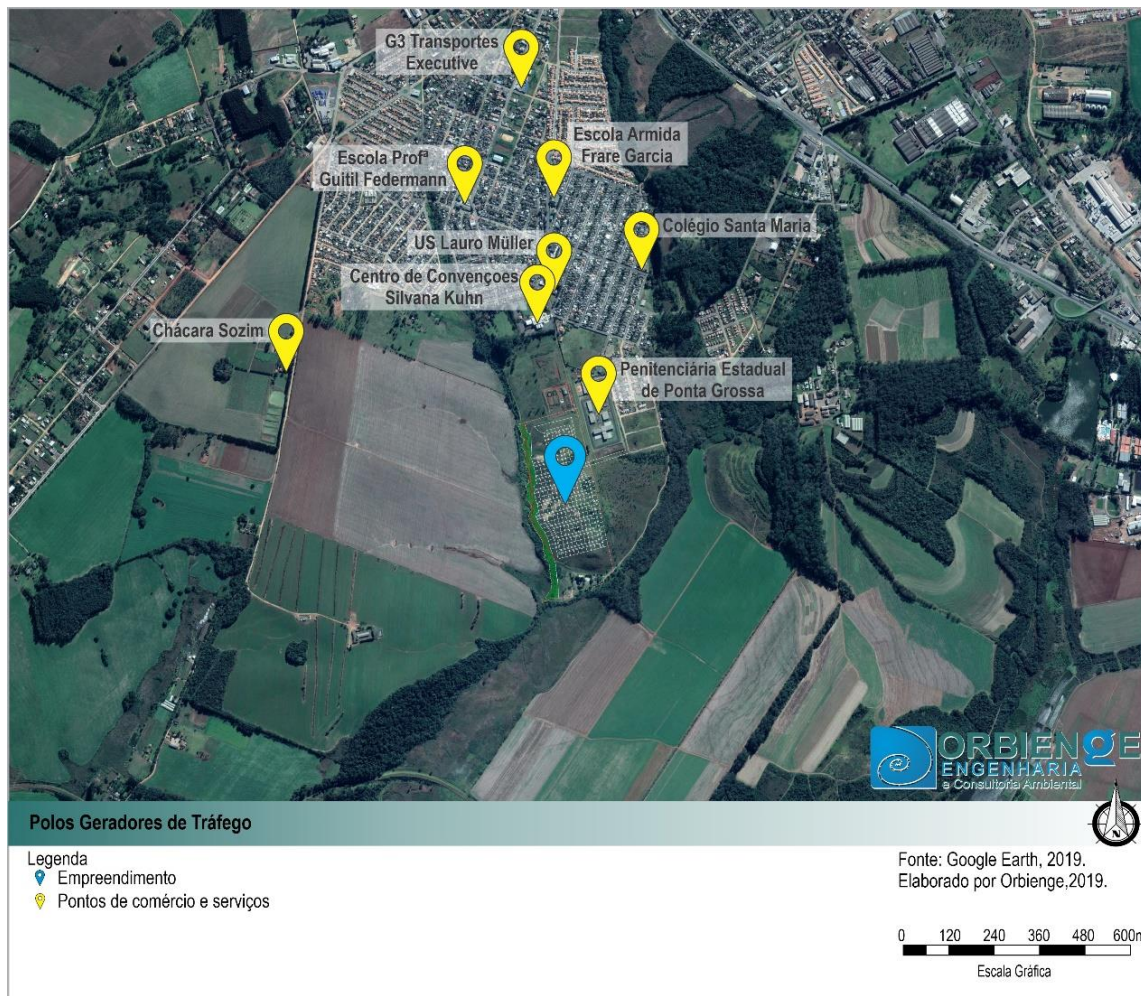 G3 Transportes
Executive
Escola Armida
Frare Garcia
Escola Profª
Guitil Federmann
Colégio Santa Maria
US Lauro Müller
Centro de Convençoes
Silvana Kuhn
Chácara Sozim
Penitenciária Estadual
de Ponta Grossa
ORBIENGE
ENGENHARIA
e Consultoria Ambiental
Polos Geradores de Tráfego
N
Legenda
Empreendimento
Pontos de comércio e serviços
Fonte: Google Earth, 2019.
Elaborado por Orbienge,2019.
0 120 240 360 480 600m
Escala Gráfica